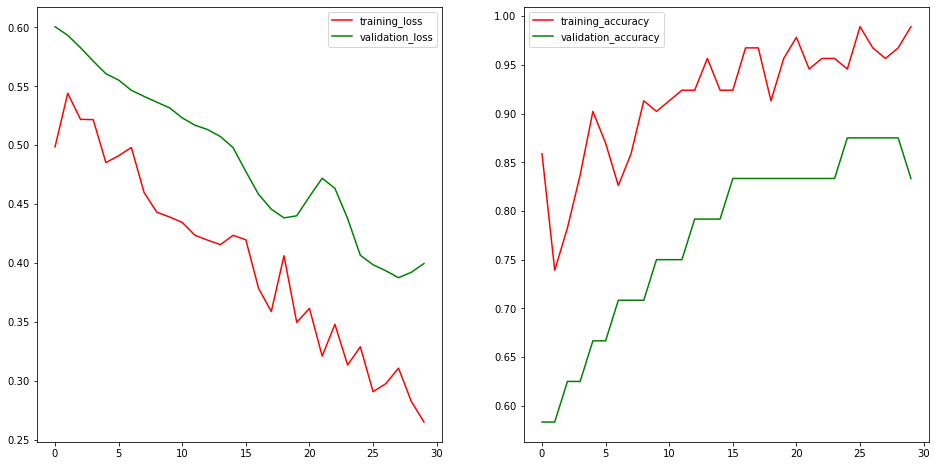 training_loss
validation_loss
0.60
0.55
0.50
0.45
0.40
0.35
0.30
0.25
0 5 10 15 20 25 30
training_accuracy
validation_accuracy
1.00
0.95
0.90
0.85
0.80
0.75
0.70
0.65
0.60
0 5 10 15 20 25 30